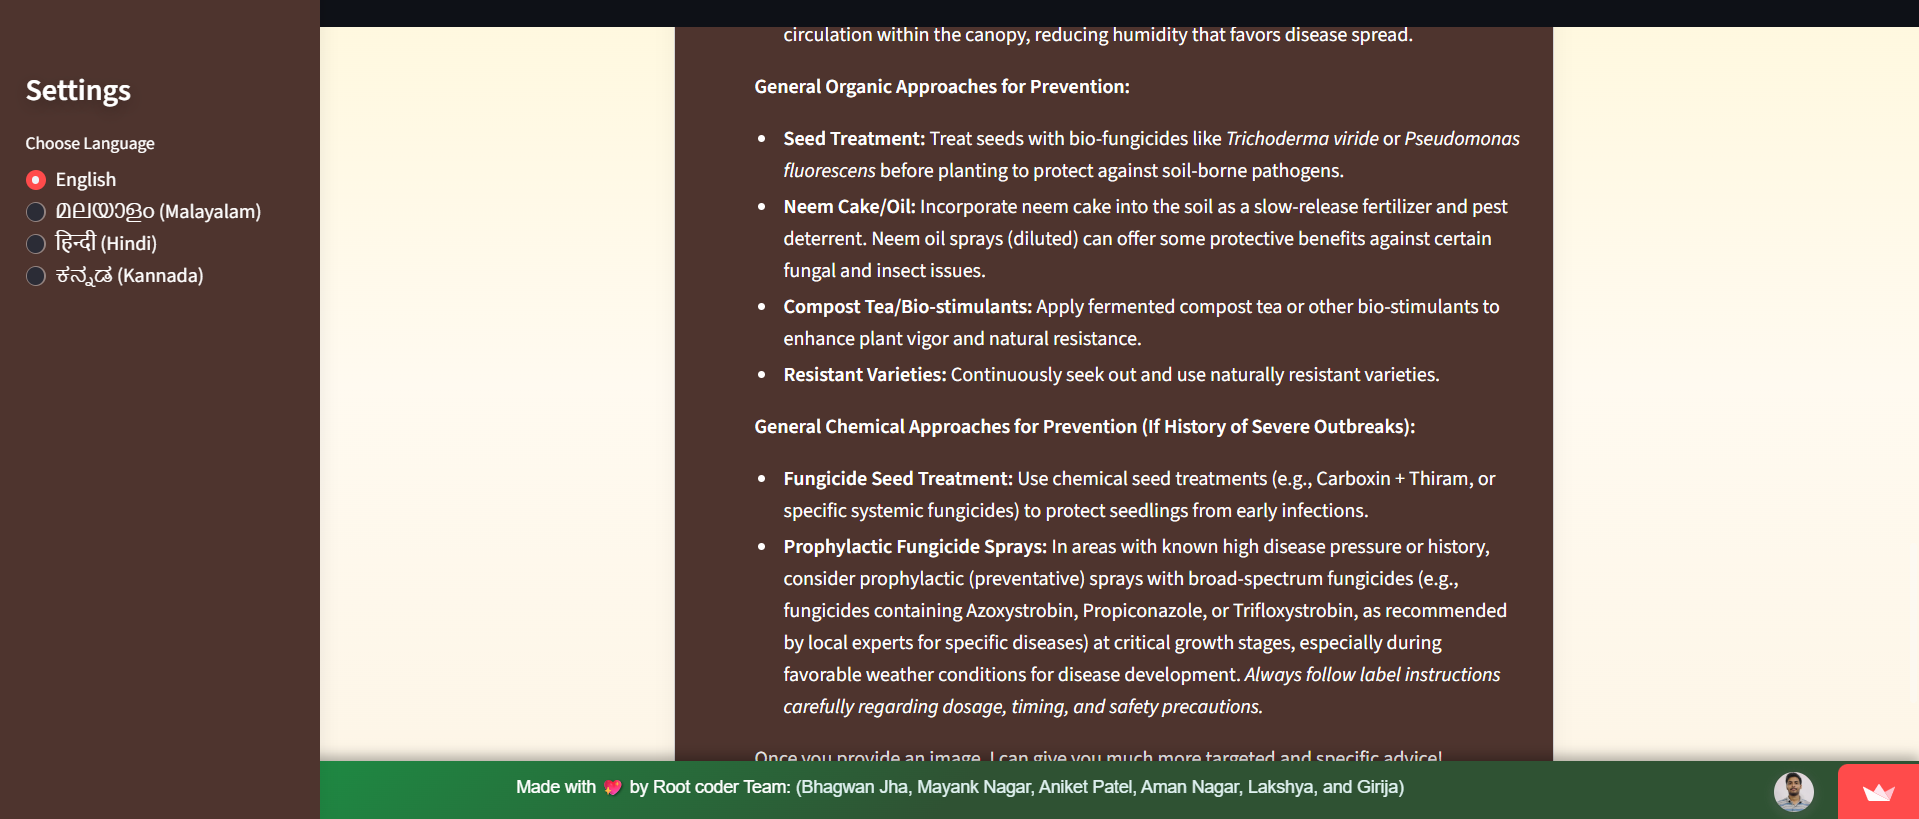 Settings
Choose Language
English
മലയാളം (Malayalam)
हिन्दी (Hindi)
ಕನ್ನಡ (Kannada)
circulation within the canopy, reducing humidity that favors disease spread.
General Organic Approaches for Prevention:
• Seed Treatment: Treat seeds with bio-fungicides like Trichoderma viride or Pseudomonas
fluorescens before planting to protect against soil-borne pathogens.
• Neem Cake/Oil: Incorporate neem cake into the soil as a slow-release fertilizer and pest
deterrent. Neem oil sprays (diluted) can offer some protective benefits against certain
fungal and insect issues.
• Compost Tea/Bio-stimulants: Apply fermented compost tea or other bio-stimulants to
enhance plant vigor and natural resistance.
• Resistant Varieties: Continuously seek out and use naturally resistant varieties.
General Chemical Approaches for Prevention (If History of Severe Outbreaks):
• Fungicide Seed Treatment: Use chemical seed treatments (e.g., Carboxin + Thiram, or
specific systemic fungicides) to protect seedlings from early infections.
• Prophylactic Fungicide Sprays: In areas with known high disease pressure or history,
consider prophylactic (preventative) sprays with broad-spectrum fungicides (e.g.,
fungicides containing Azoxystrobin, Propiconazole, or Trifloxystrobin, as recommended
by local experts for specific diseases) at critical growth stages, especially during
favorable weather conditions for disease development. Always follow label instructions
carefully regarding dosage, timing, and safety precautions.
Once you provide an image, I can give you much more targeted and specific advice!
Made with 💖 by Root coder Team: (Bhagwan Jha, Mayank Nagar, Aniket Patel, Aman Nagar, Lakshya, and Girija)